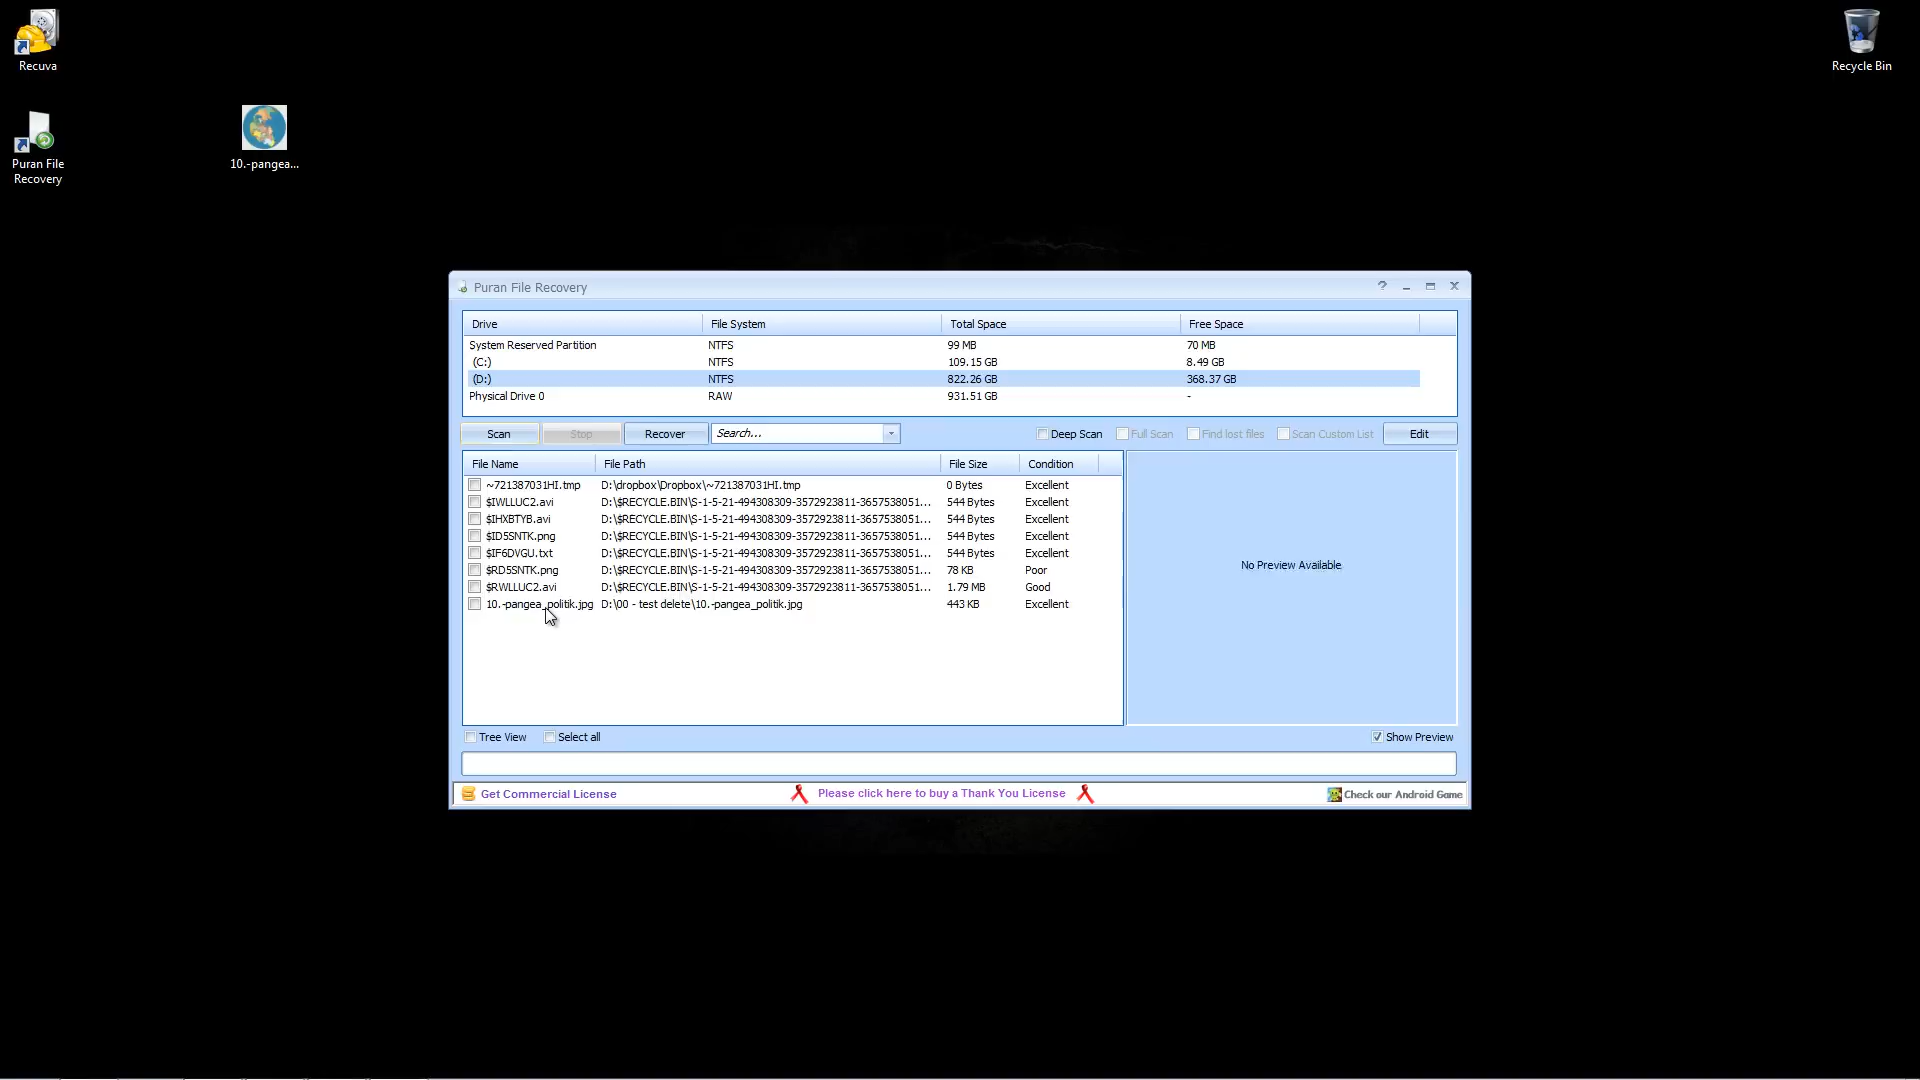 Recuva
Recycle Bin
Puran File
Recovery
10.-pangea...
Puran File Recovery
Drive File System Total Space Free Space
System Reserved Partition NTFS 99 MB 70 MB
(C:) NTFS 109.15 GB 8.49 GB
(D:) NTFS 822.26 GB 368.37 GB
Physical Drive 0 RAW 931.51 GB -
Scan Stop Recover Search... Deep Scan Full Scan Find lost files Scan Custom List Edit
File Name File Path File Size Condition
~721387031HI.tmp D:\dropbox\Dropbox\~721387031HI.tmp 0 Bytes Excellent
$IWLLUC2.avi D:\$RECYCLE.BIN\S-1-5-21-494308309-3572923811-3657538051... 544 Bytes Excellent
$IHXBTYB.avi D:\$RECYCLE.BIN\S-1-5-21-494308309-3572923811-3657538051... 544 Bytes Excellent
$ID5SNTK.png D:\$RECYCLE.BIN\S-1-5-21-494308309-3572923811-3657538051... 544 Bytes Excellent
$IF6DVGU.txt D:\$RECYCLE.BIN\S-1-5-21-494308309-3572923811-3657538051... 544 Bytes Excellent
$RD5SNTK.png D:\$RECYCLE.BIN\S-1-5-21-494308309-3572923811-3657538051... 78 KB Poor
$RWLLUC2.avi D:\$RECYCLE.BIN\S-1-5-21-494308309-3572923811-3657538051... 1.79 MB Good
10.-pangea_politik.jpg D:\00 - test delete\10.-pangea_politik.jpg 443 KB Excellent
No Preview Available
Tree View Select all Show Preview
Get Commercial License Please click here to buy a Thank You License Check our Android Game